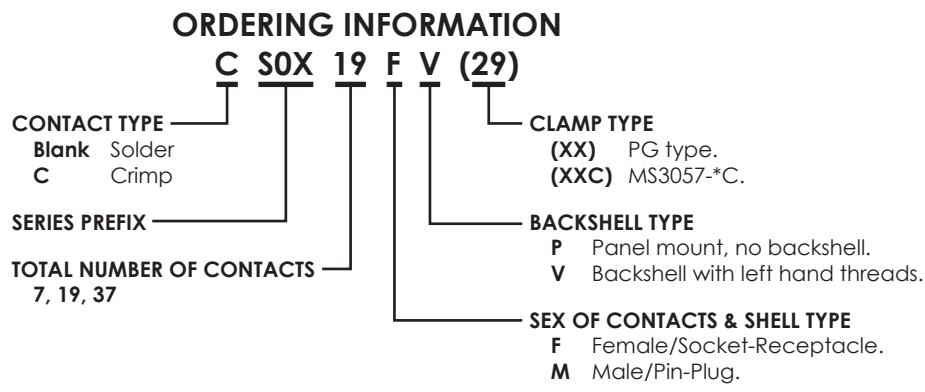 ORDERING INFORMATION
C S0X 19 F V (29)
CONTACT TYPE
Blank Solder
C Crimp
SERIES PREFIX
TOTAL NUMBER OF CONTACTS
7, 19, 37
CLAMP TYPE
(XX) PG type.
(XXC) MS3057-*C.
BACKSHELL TYPE
P Panel mount, no backshell.
V Backshell with left hand threads.
SEX OF CONTACTS & SHELL TYPE
F Female/Socket-Receptacle.
M Male/Pin-Plug.